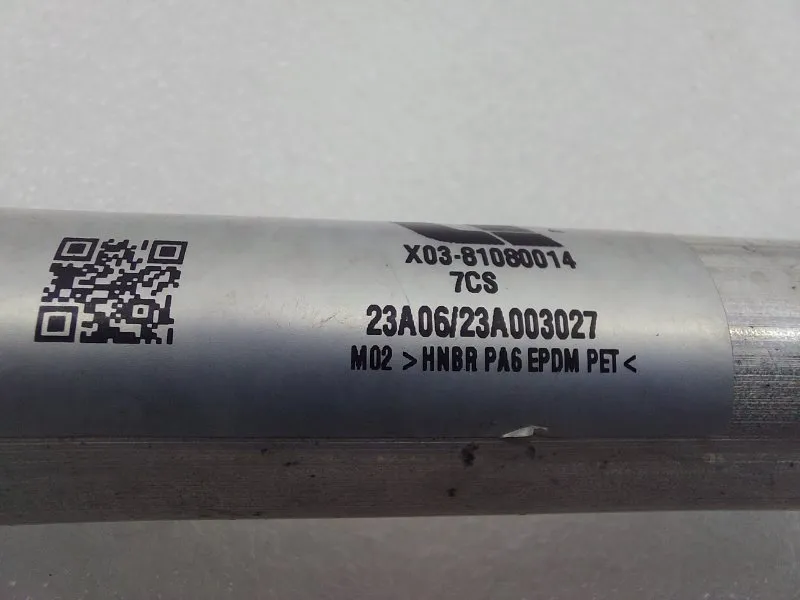 X03-81080014
7CS
23A06/23A003027
M02 >HNBR PA6 EPDM PET<